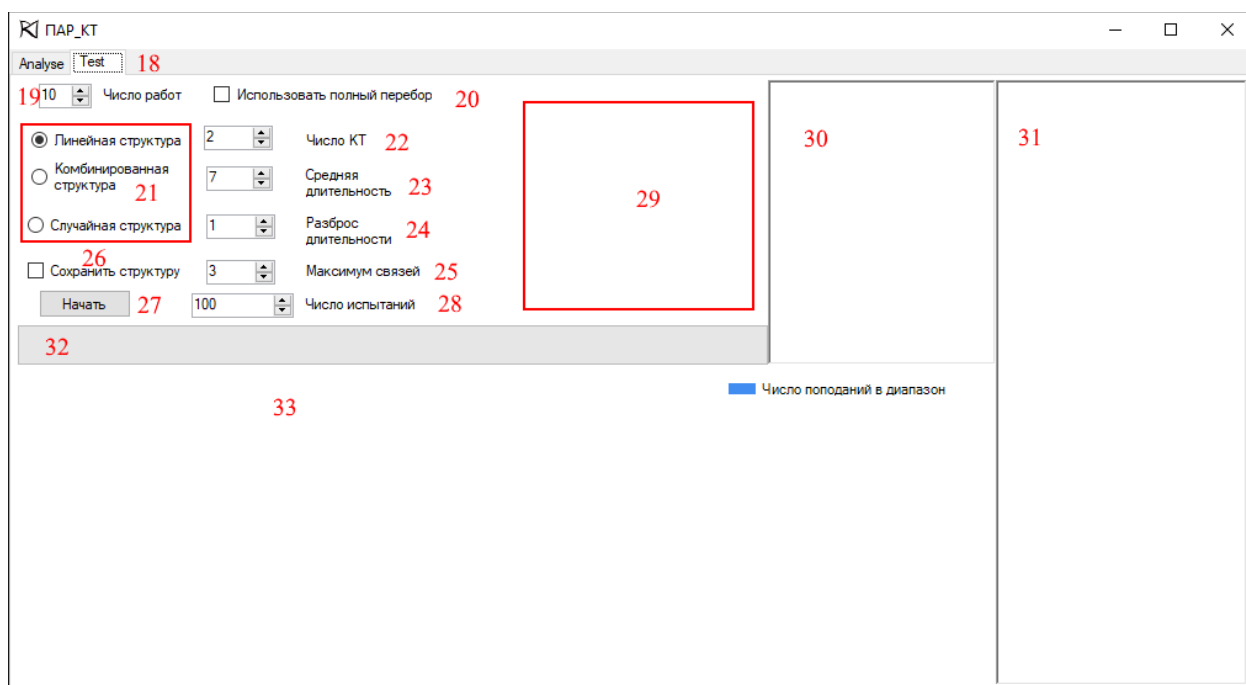 ПАР_КТ
Analyse Test 18
19 10 Число работ Использовать полный перебор 20
Линейная структура 2 Число КТ 22
Комбинированная
структура 21
7 Средняя
длительность 23
29
30
31
Случайная структура 1 Разброс
длительности 24
26
Сохранить структуру 3 Максимум связей 25
Начать 27 100 Число испытаний 28
32
Число поподаний в диапазон
33